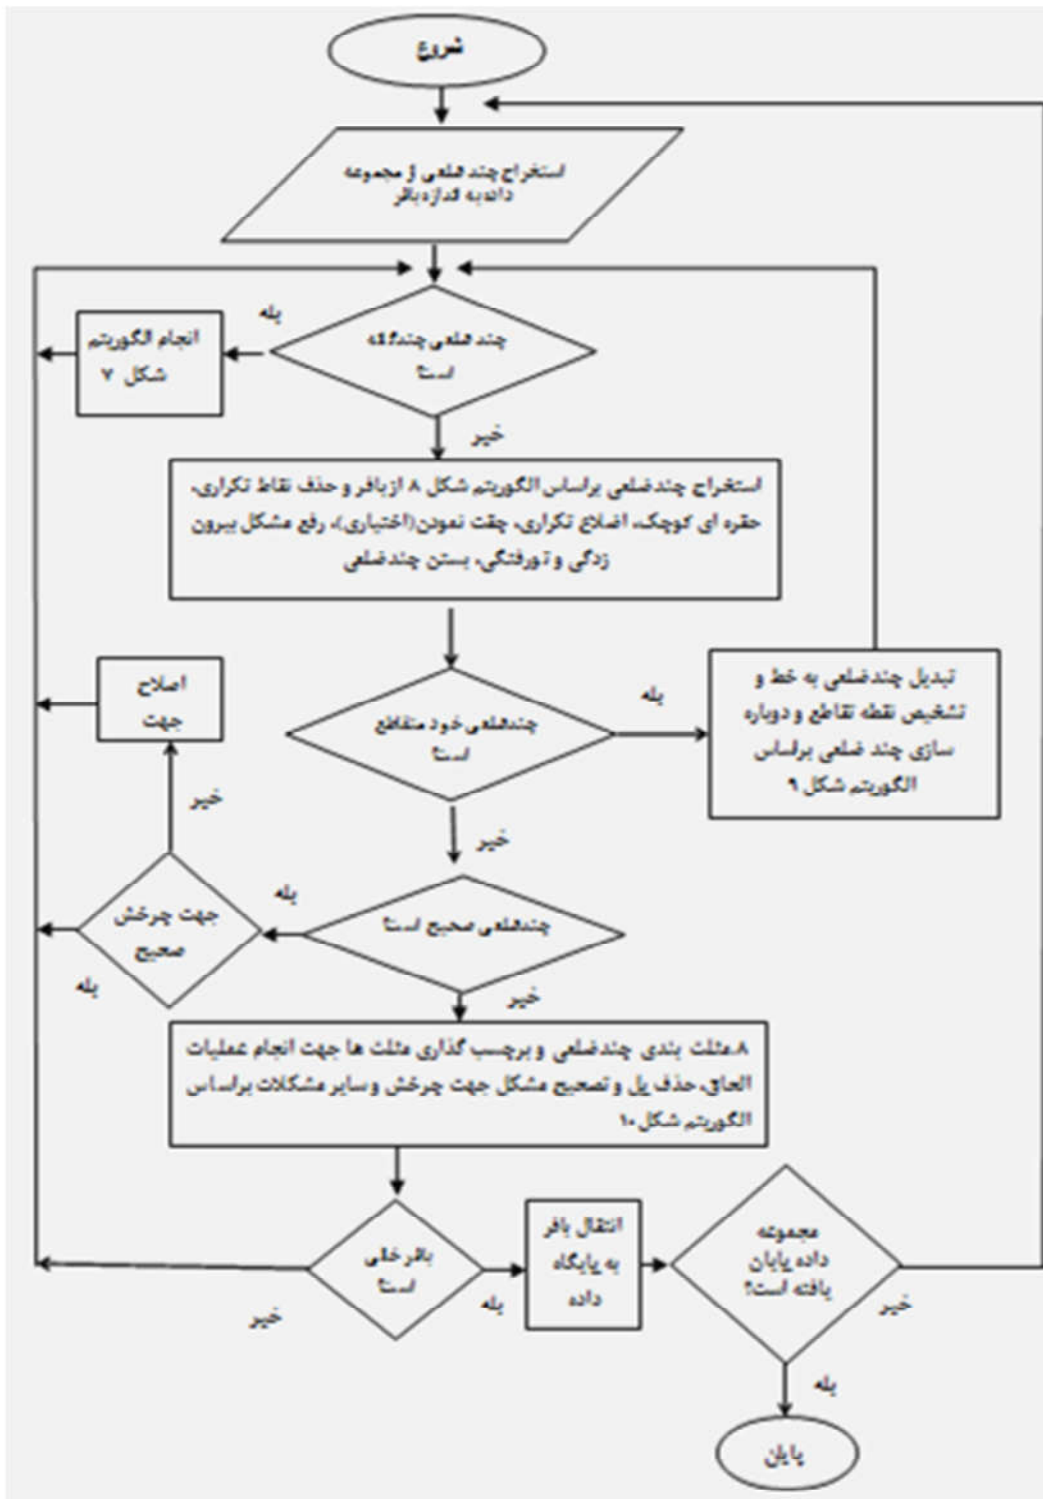 شروع
استخراج چند ضلعی از مجموعه
داده به اندازه بافر
بله
چند ضلعی چندگانه
است؟
انجام الگوریتم
شکل ۷
خیر
استخراج چندضلعی براساس الگوریتم شکل ۸ از بافر و حذف نقاط تکراری،
حفره ای کوچک، اضلاع تکراری، چفت نمودن(اختیاری)، رفع مشکل بیرون
زدگی و تورفتگی، بستن چندضلعی
اصلاح
جهت
چندضلعی خود متقاطع
است؟
بله
تبدیل چندضلعی به خط و
تشخیص نقطه تقاطع و دوباره
سازی چند ضلعی براساس
الگوریتم شکل ۹
خیر
خیر
بله
چندضلعی صحیح است؟
جهت چرخش
صحیح
بله
خیر
۸.مثلث بندی چندضلعی و برچسب گذاری مثلث ها جهت انجام عملیات
الحاق، حذف پل و تصحیح مشکل جهت چرخش و سایر مشکلات براساس
الگوریتم شکل ۱۰
بافر خالی
است؟
خیر
بله
انتقال بافر
به پایگاه
داده
مجموعه
داده پایان
یافته است؟
خیر
بله
پایان